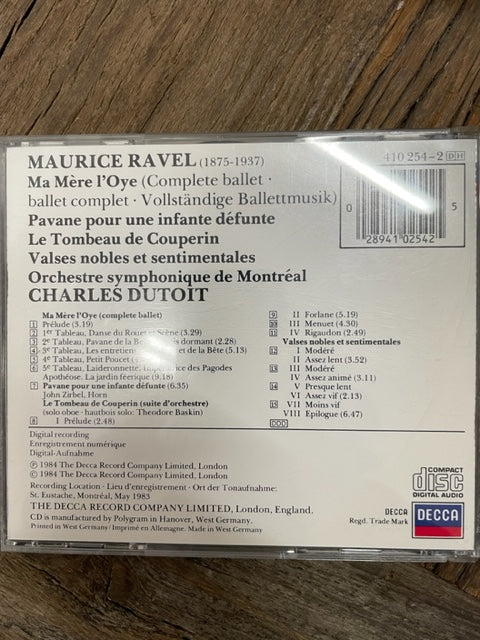 MAURICE RAVEL (1875-1937)
410 254-2 DDD
Ma Mère l'Oye (Complete ballet ·
ballet complet · Vollständige Ballettmusik)
Pavane pour une infante défunte
Le Tombeau de Couperin
Valses nobles et sentimentales
Orchestre symphonique de Montréal
CHARLES DUTOIT
0 28941 02542 5
Ma Mère l'Oye (complete ballet)
1 Prélude (3.19)
2 1er Tableau, Danse du Rouet et Scène (3.29)
3 2e Tableau, Pavane de la dormant (2.28)
4 3e Tableau, Les entretiens et de la Bête (5.13)
5 4e Tableau, Petit Poucet
6 5e Tableau, Laideronnette, des Pagodes
Apothéose. La jardin féerique (9.18)
7 Pavane pour une infante défunte (6.35)
John Zirbel, Horn
Le Tombeau de Couperin (suite d'orchestre)
(solo oboe · hautbois solo: Theodore Baskin)
8 I Prélude (2.48)
9 II Forlane (5.19)
10 III Menuet (4.30)
11 IV Rigaudon (2.49)
Valses nobles et sentimentales
12 I Modéré
II Assez lent (3.52)
13 III Modéré
IV Assez animé (3.11)
14 V Presque lent
VI Assez vif (2.13)
15 VII Moins vif
VIII Epilogue (6.47)
DDD
Digital recording
Enregistrement numérique
Digital-Aufnahme
℗ 1984 The Decca Record Company Limited, London
© 1984 The Decca Record Company Limited, London
Recording Location · Lieu d'enregistrement · Ort der Tonaufnahme:
St. Eustache, Montréal, May 1983
THE DECCA RECORD COMPANY LIMITED, London, England.
CD is manufactured by Polygram in Hanover, West Germany.
Printed in West Germany / Imprimé en Allemagne. Made in West Germany
COMPACT
disc
DIGITAL AUDIO
DECCA
Regd. Trade Mark
DECCA